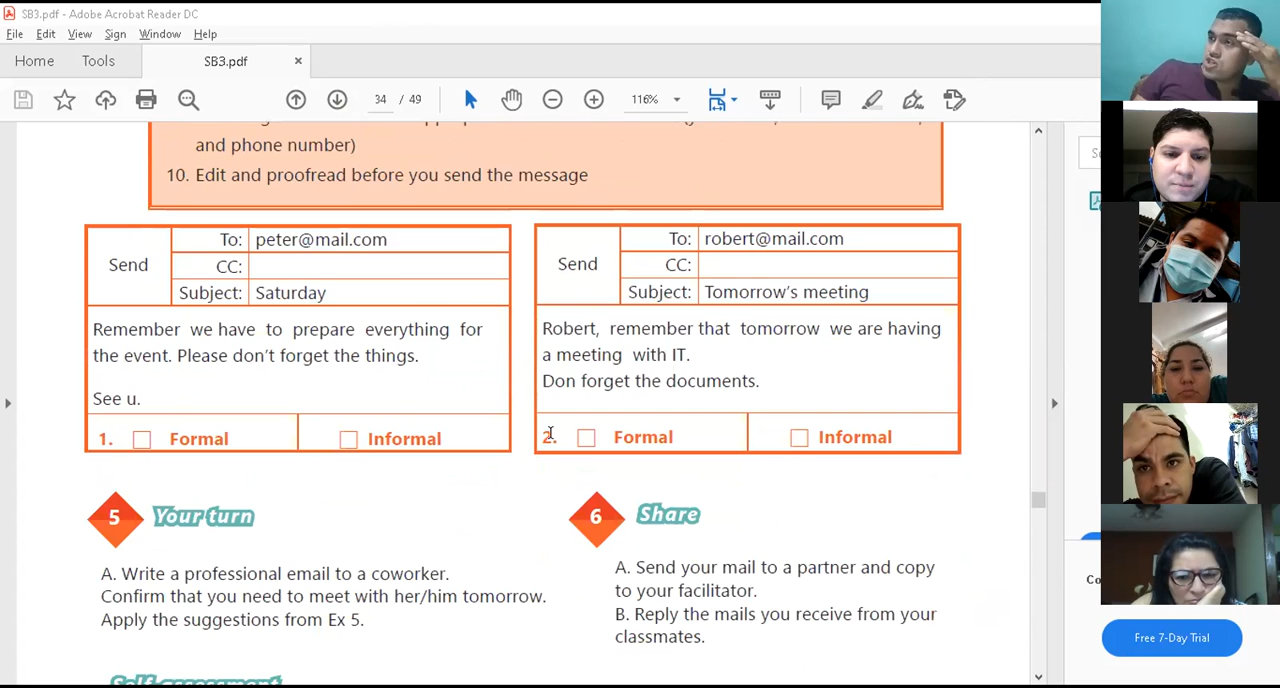 SB3.pdf - Adobe Acrobat Reader DC
File Edit View Sign Window Help
Home Tools SB3.pdf ×
34 / 49 116%
and phone number)
10. Edit and proofread before you send the message
Send
To: peter@mail.com
CC:
Subject: Saturday
Remember we have to prepare everything for
the event. Please don't forget the things.
See u.
1. Formal Informal
Send
To: robert@mail.com
CC:
Subject: Tomorrow's meeting
Robert, remember that tomorrow we are having
a meeting with IT.
Don forget the documents.
2. Formal Informal
5 Your turn
A. Write a professional email to a coworker.
Confirm that you need to meet with her/him tomorrow.
Apply the suggestions from Ex 5.
6 Share
A. Send your mail to a partner and copy
to your facilitator.
B. Reply the mails you receive from your
classmates.
Self-assessment
Free 7-Day Trial